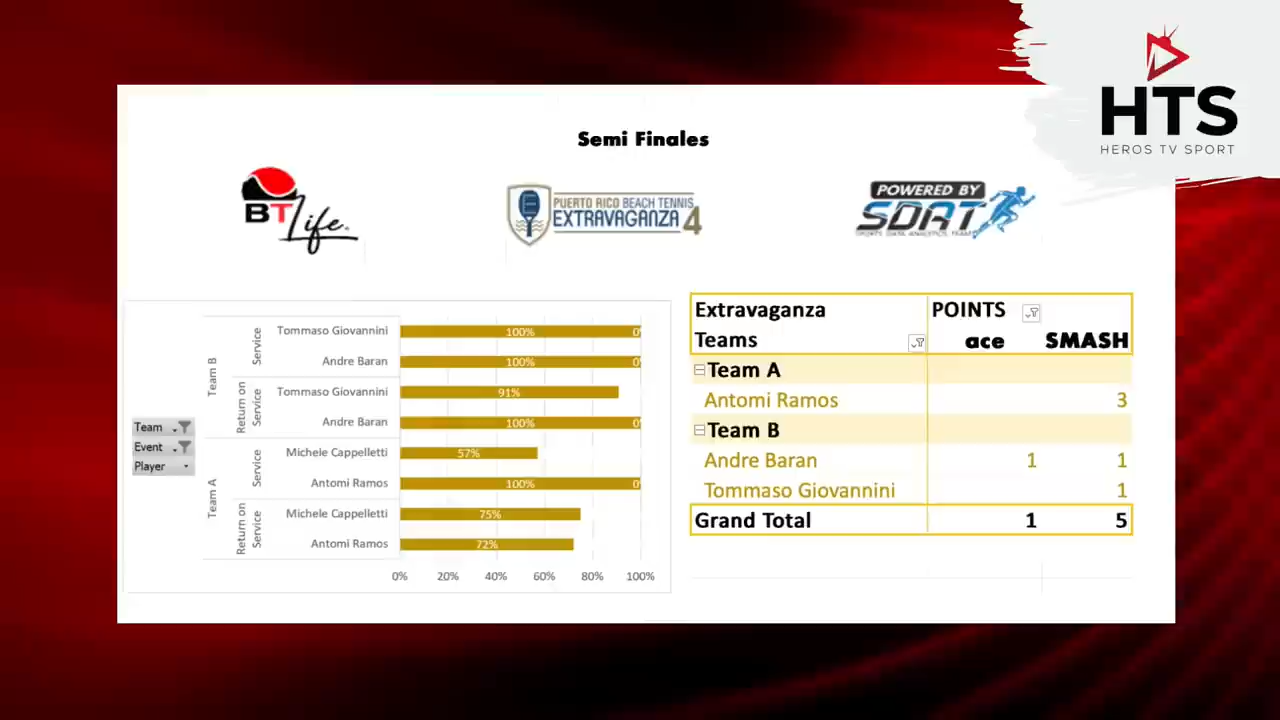 HTS
HEROS TV SPORT
Semi Finales
BT Life.
PUERTO RICO BEACH TENNIS
EXTRAVAGANZA 4
POWERED BY
SDAT
SPORTS DATA ANALYTICS TEAM
Team
Event
Player
Team B
Service
Tommaso Giovannini 100% 0
Andre Baran 100% 0
Return on Service
Tommaso Giovannini 91%
Andre Baran 100% 0
Team A
Service
Michele Cappelletti 57%
Antomi Ramos 100% 0
Return on Service
Michele Cappelletti 75%
Antomi Ramos 72%
0% 20% 40% 60% 80% 100%
Extravaganza POINTS
Teams ace SMASH
Team A
Antomi Ramos 3
Team B
Andre Baran 1 1
Tommaso Giovannini 1
Grand Total 1 5